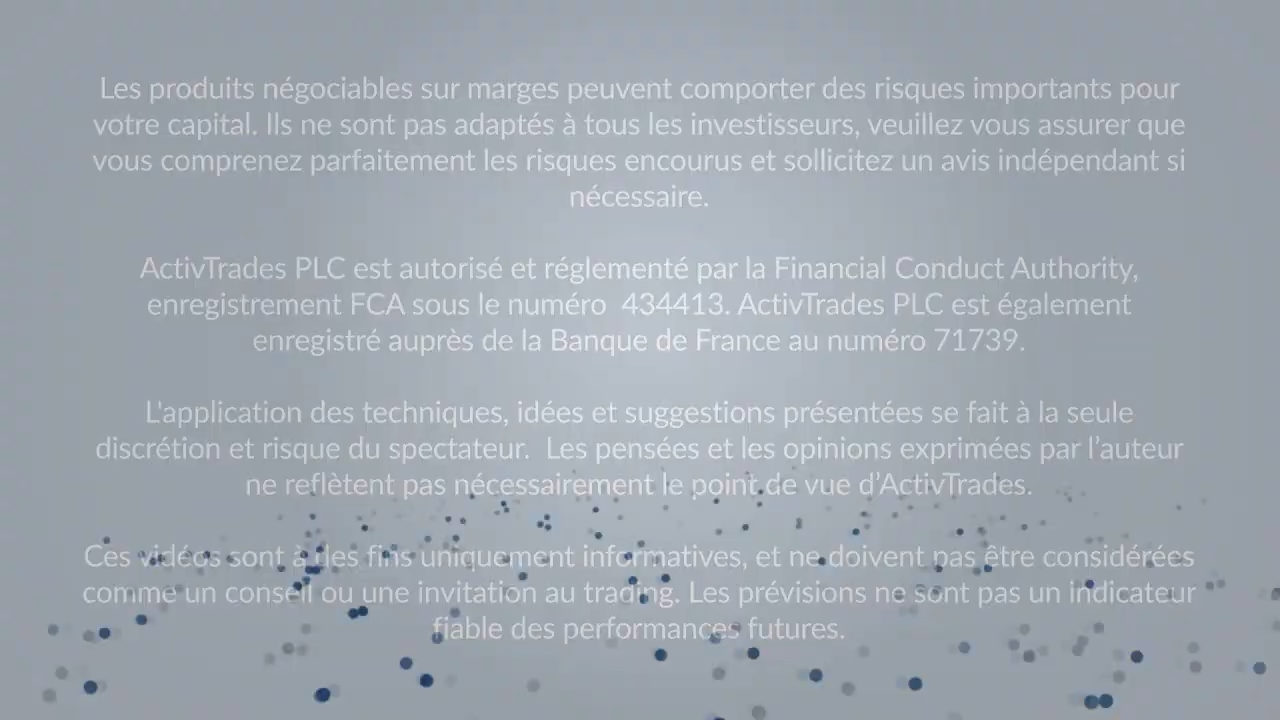 Les produits négociables sur marges peuvent comporter des risques importants pour
votre capital. Ils ne sont pas adaptés à tous les investisseurs, veuillez vous assurer que
vous comprenez parfaitement les risques encourus et sollicitez un avis indépendant si
nécessaire.
ActivTrades PLC est autorisé et réglementé par la Financial Conduct Authority,
enregistrement FCA sous le numéro  434413. ActivTrades PLC est également
enregistré auprès de la Banque de France au numéro 71739.
L'application des techniques, idées et suggestions présentées se fait à la seule
discrétion et risque du spectateur.  Les pensées et les opinions exprimées par l’auteur
ne reflètent pas nécessairement le point de vue d’ActivTrades.
Ces vidéos sont à des fins uniquement informatives, et ne doivent pas être considérées
comme un conseil ou une invitation au trading. Les prévisions ne sont pas un indicateur
fiable des performances futures.